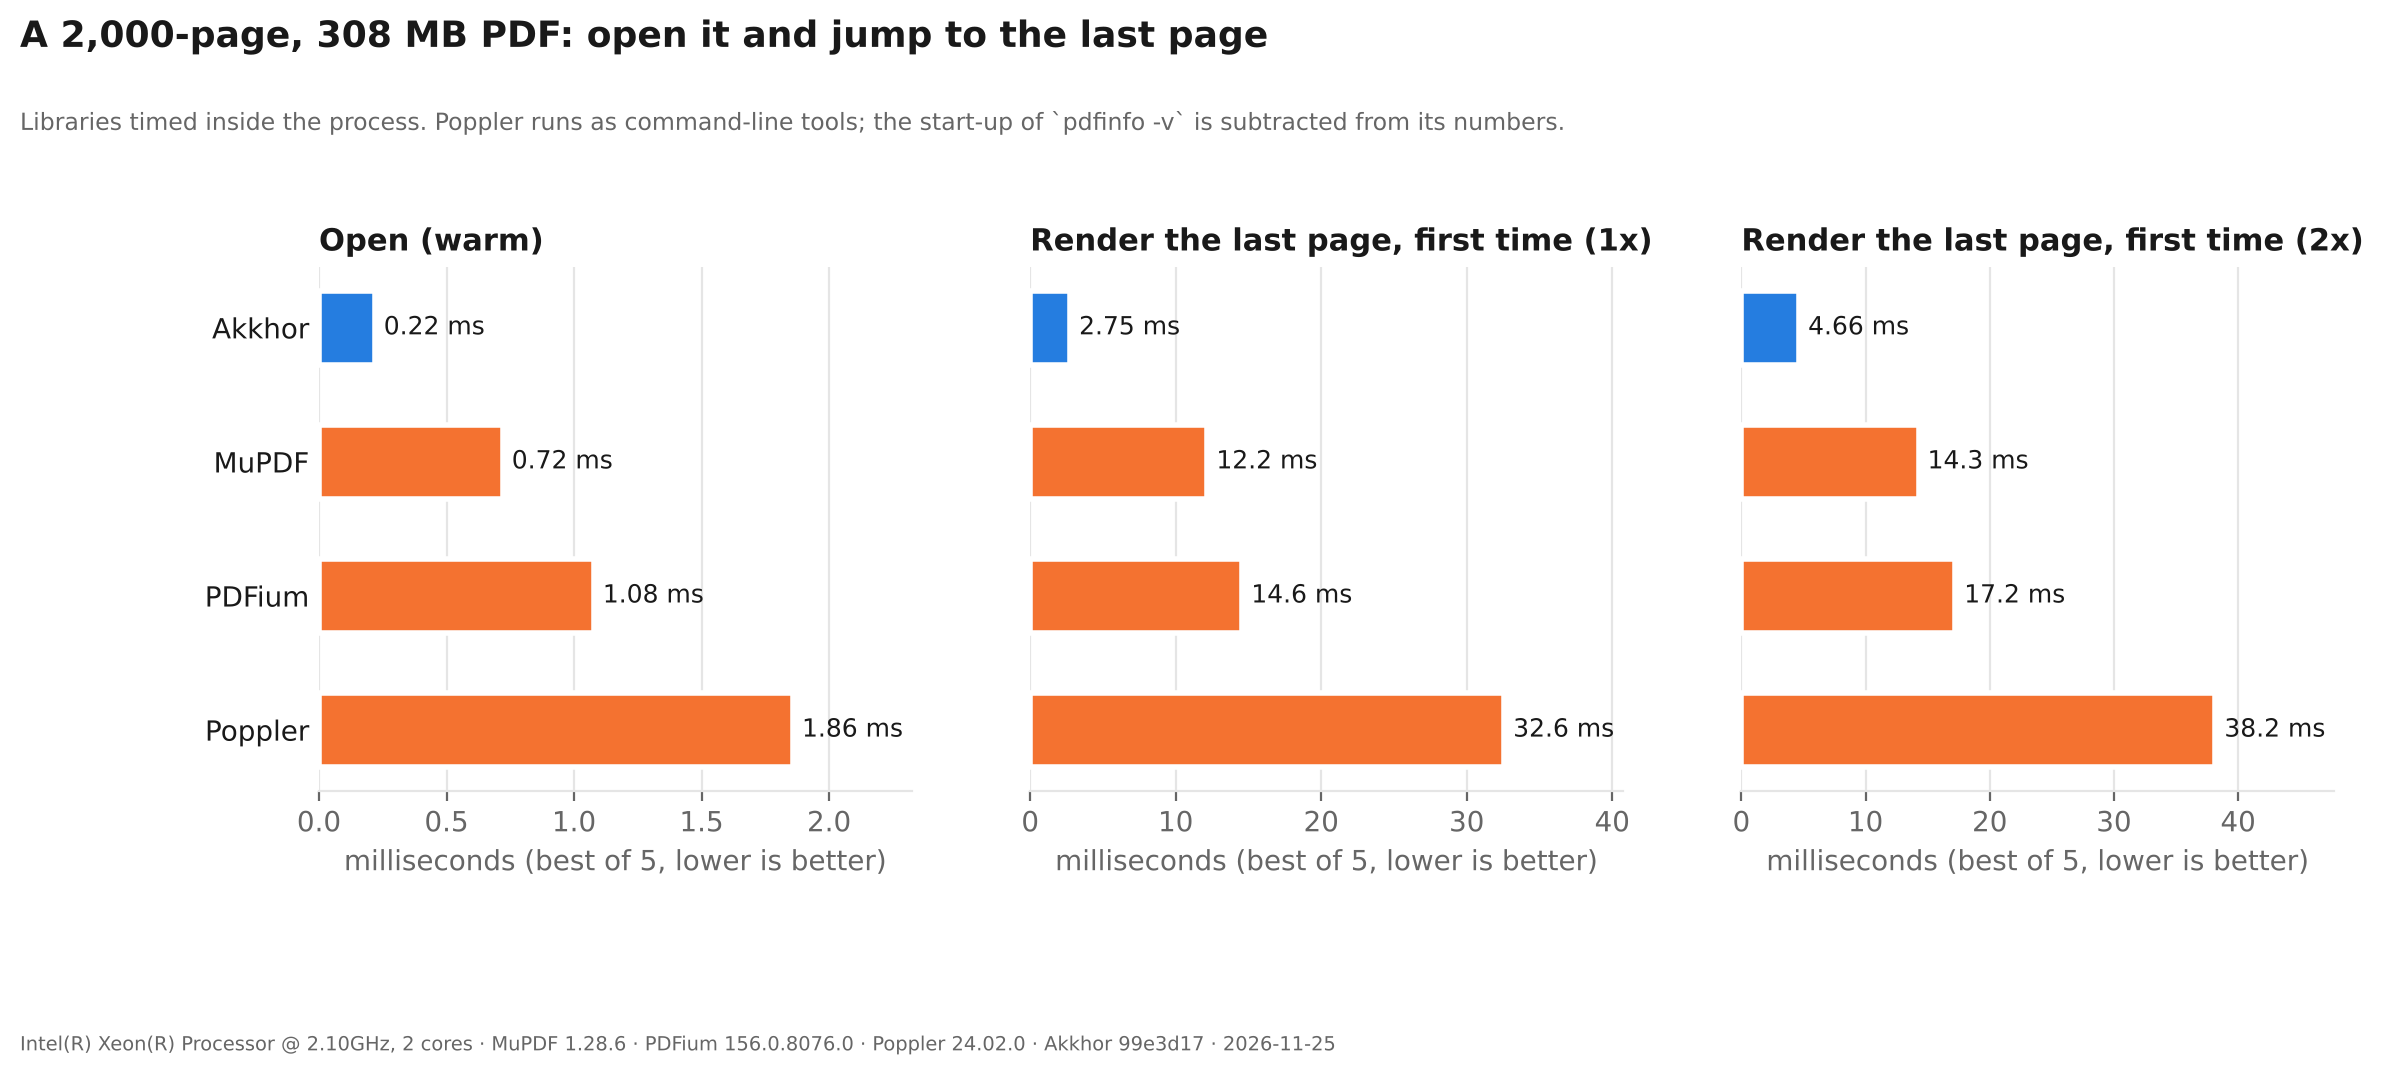 A 2,000-page, 308 MB PDF: open it and jump to the last page
Libraries timed inside the process. Poppler runs as command-line tools; the start-up of `pdfinfo -v` is subtracted from its numbers.
Open (warm)
Akkhor
0.22 ms
MuPDF
0.72 ms
PDFium
1.08 ms
Poppler
1.86 ms
0.0 0.5 1.0 1.5 2.0
milliseconds (best of 5, lower is better)
Render the last page, first time (1x)
2.75 ms
12.2 ms
14.6 ms
32.6 ms
0 10 20 30 40
milliseconds (best of 5, lower is better)
Render the last page, first time (2x)
4.66 ms
14.3 ms
17.2 ms
38.2 ms
0 10 20 30 40
milliseconds (best of 5, lower is better)
Intel(R) Xeon(R) Processor @ 2.10GHz, 2 cores · MuPDF 1.28.6 · PDFium 156.0.8076.0 · Poppler 24.02.0 · Akkhor 99e3d17 · 2026-11-25